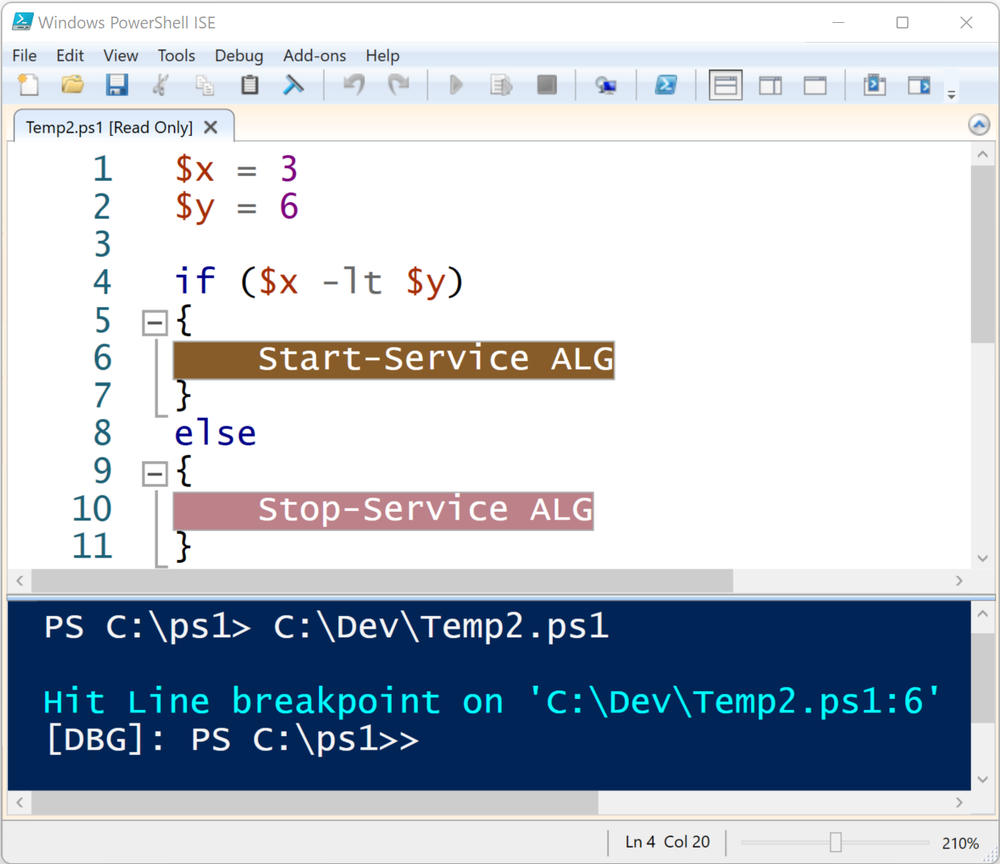 Windows PowerShell ISE
File Edit View Tools Debug Add-ons Help
Temp2.ps1 [Read Only]
1 $x = 3
2 $y = 6
3
4 if ($x -lt $y)
5 {
6 Start-Service ALG
7 }
8 else
9 {
10 Stop-Service ALG
11 }
PS C:\ps1> C:\Dev\Temp2.ps1
Hit Line breakpoint on 'C:\Dev\Temp2.ps1:6'
[DBG]: PS C:\ps1>>
Ln 4 Col 20 210%